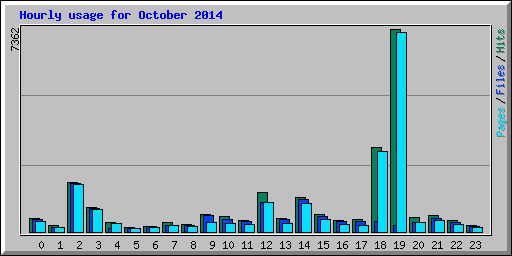 Hourly usage for October 2014
7362
Pages/Files/Hits
0 1 2 3 4 5 6 7 8 9 10 11 12 13 14 15 16 17 18 19 20 21 22 23